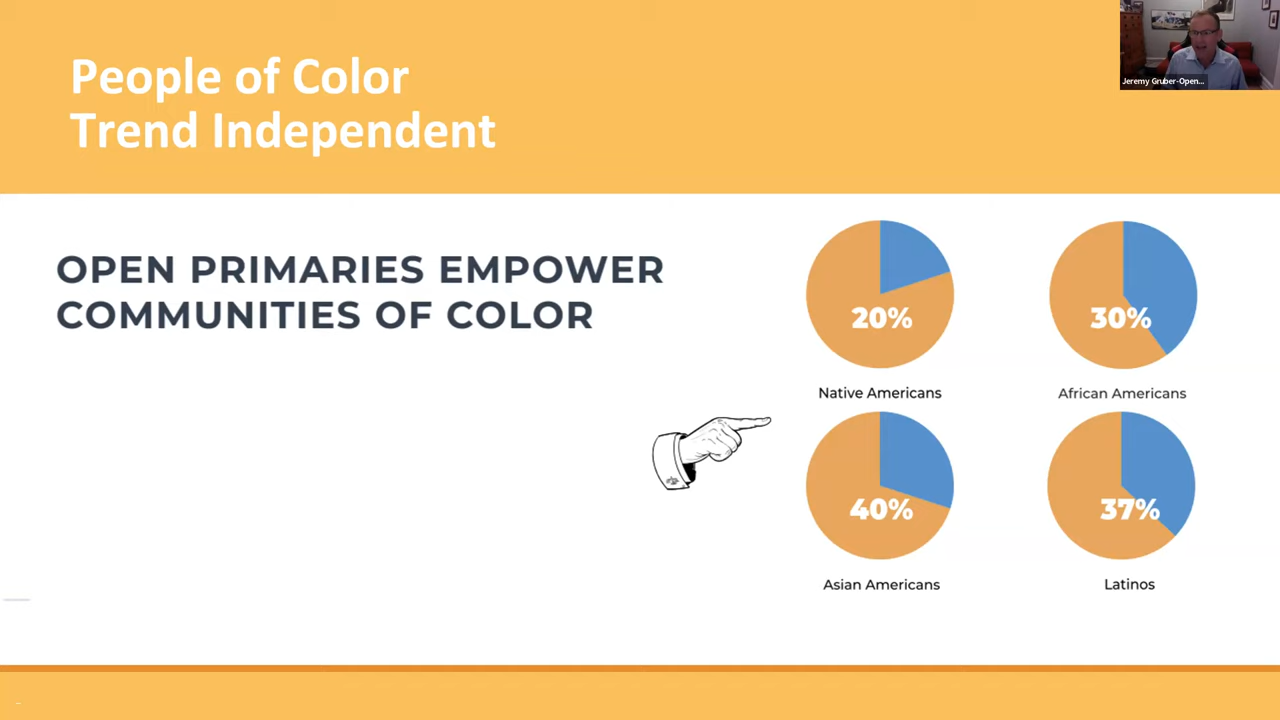 People of Color
Trend Independent
Jeremy Gruber-Open...
OPEN PRIMARIES EMPOWER
COMMUNITIES OF COLOR
20%
30%
Native Americans
African Americans
40%
37%
Asian Americans
Latinos